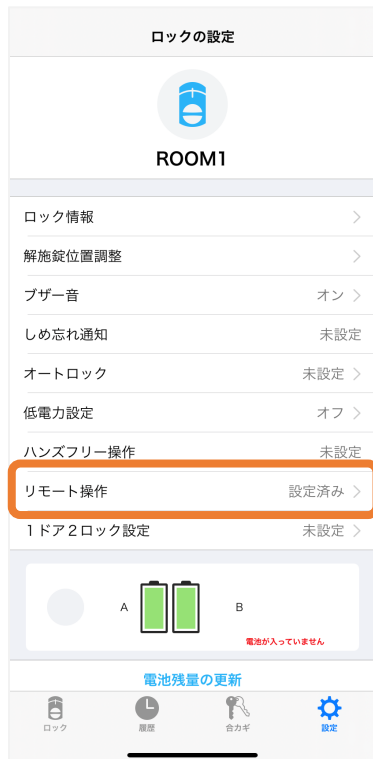 ロックの設定
ROOM1
ロック情報
解施錠位置調整
ブザー音 オン
しめ忘れ通知 未設定
オートロック 未設定
低電力設定 オフ
ハンズフリー操作 未設定
リモート操作 設定済み
1ドア2ロック設定 未設定
A B
電池が入っていません
電池残量の更新
ロック 履歴 合カギ 設定